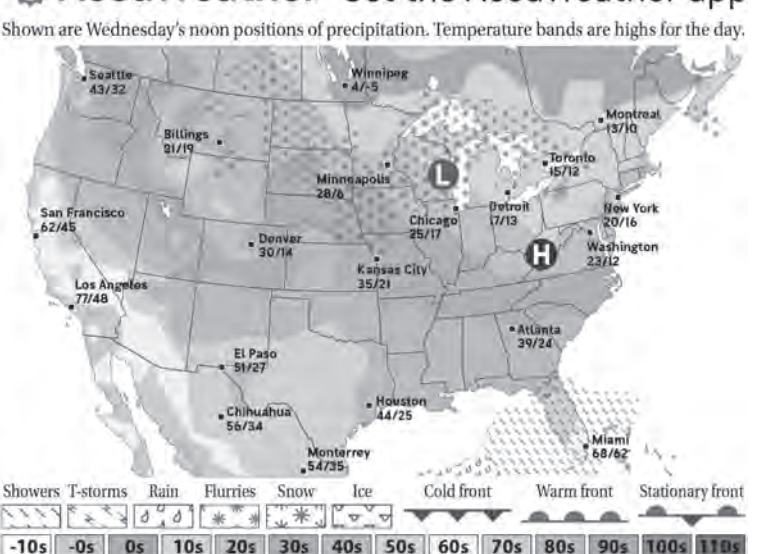 Get the AccuWeather app
Shown are Wednesday's noon positions of precipitation. Temperature bands are highs for the day.
Seattle
43/32
Winnipeg
4/-5
Billings
21/19
Montreal
13/10
Toronto
15/12
Minneapolis
28/6
L
San Francisco
62/45
Denver
30/14
Chicago
25/17
Detroit
17/13
New York
20/16
H
Washington
23/12
Kansas City
35/21
Los Angeles
77/48
Atlanta
39/24
El Paso
51/27
Chihuahua
56/34
Houston
44/25
Monterrey
54/35
Miami
68/62
Showers T-storms Rain Flurries Snow Ice Cold front Warm front Stationary front
-10s -0s 0s 10s 20s 30s 40s 50s 60s 70s 80s 90s 100s 110s